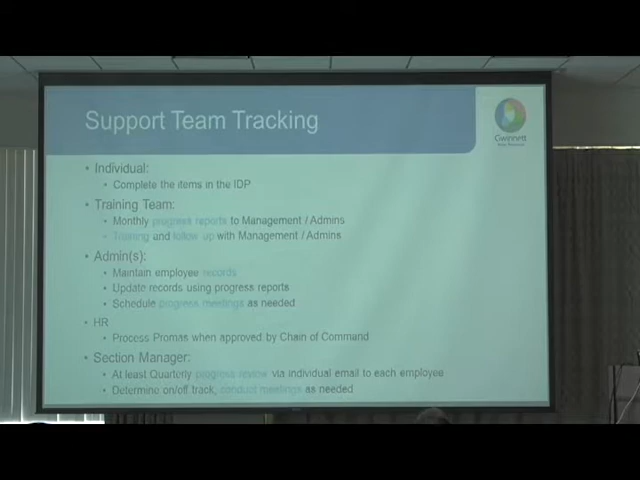 Support Team Tracking
Gwinnett
• Individual:
• Complete the items in the IDP
• Training Team:
• Monthly progress reports to Management / Admins
• Training and follow up with Management / Admins
• Admin(s):
• Maintain employee records
• Update records using progress reports
• Schedule progress meetings as needed
• HR
• Process Promas when approved by Chain of Command
• Section Manager:
• At least Quarterly progress review via individual email to each employee
• Determine on/off track, conduct meetings as needed